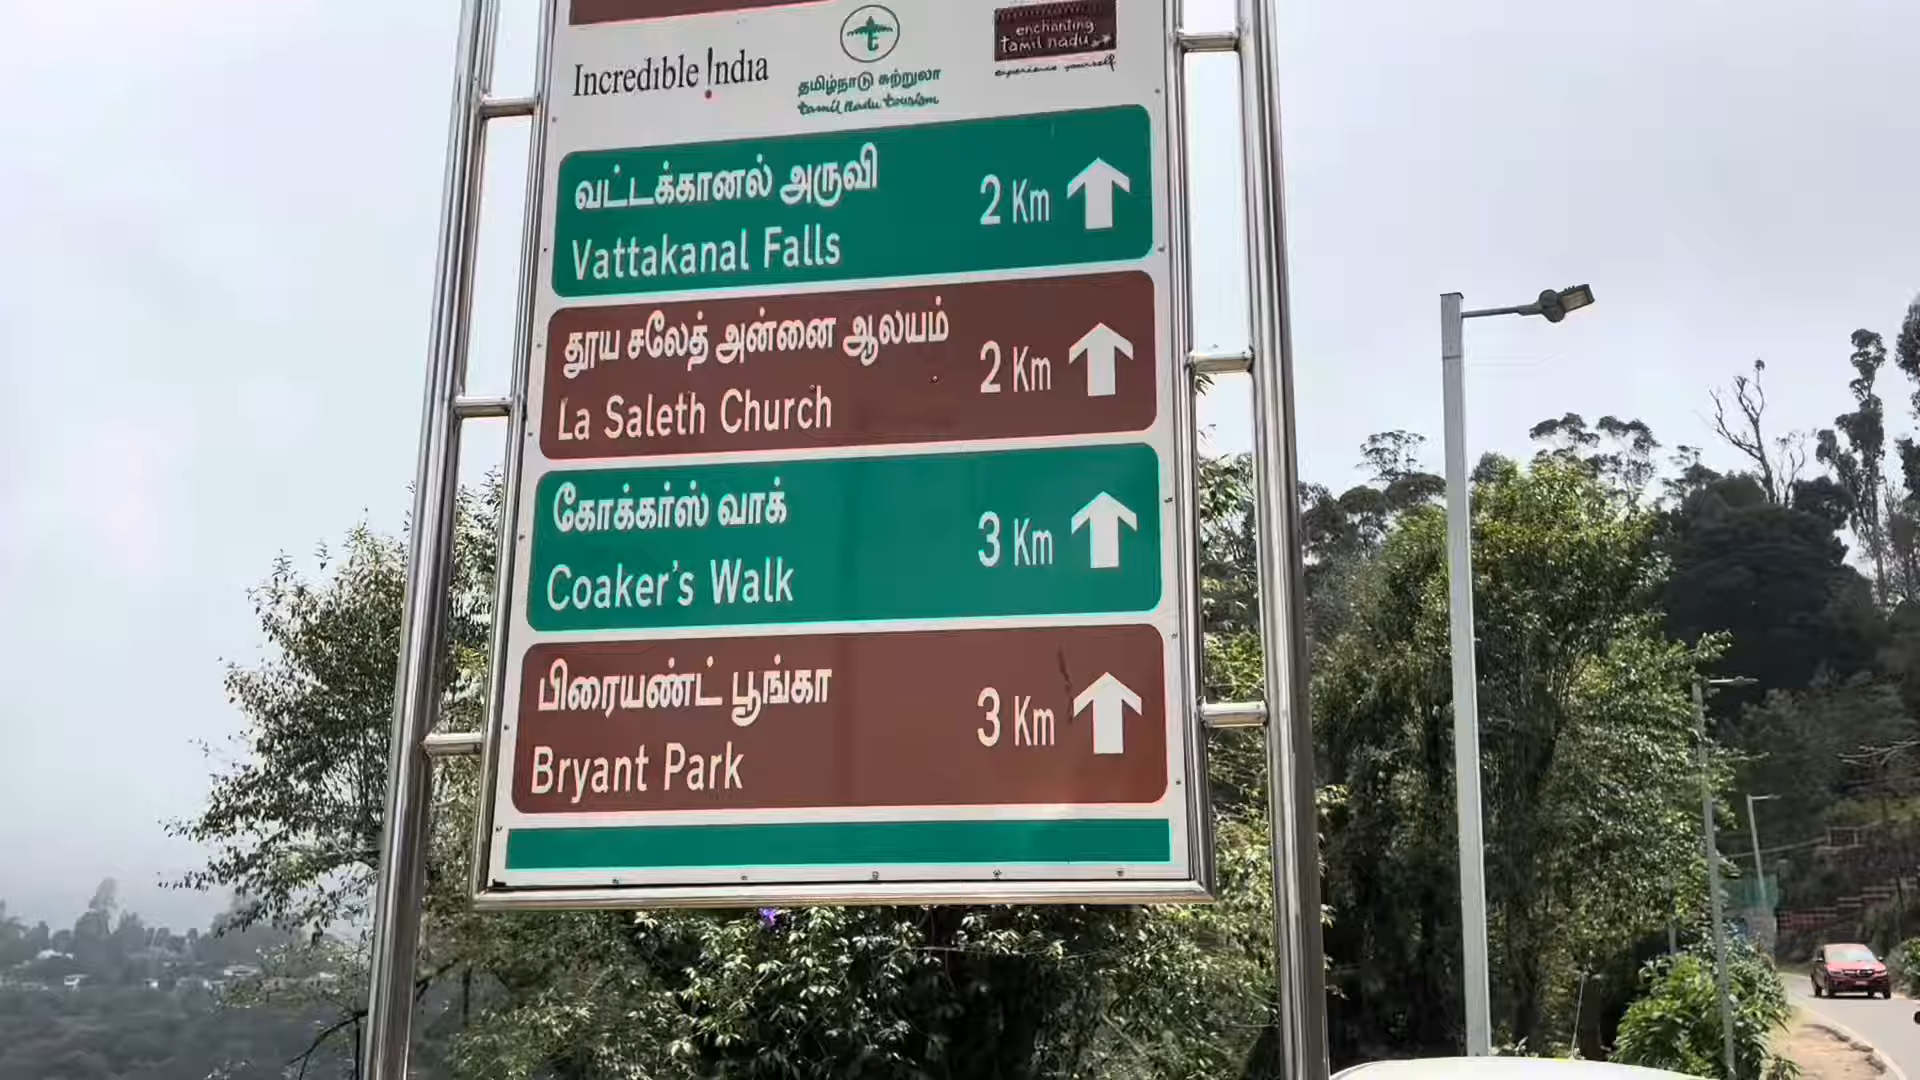 Incredible !ndia
தமிழ்நாடு சுற்றுலா
tamil nadu tourism
enchanting
tamil nadu
experience yourself
வட்டக்கானல் அருவி
Vattakanal Falls
2 Km
தூய சலேத் அன்னை ஆலயம்
La Saleth Church
2 Km
கோக்கர்ஸ் வாக்
Coaker's Walk
3 Km
பிரையண்ட் பூங்கா
Bryant Park
3 Km